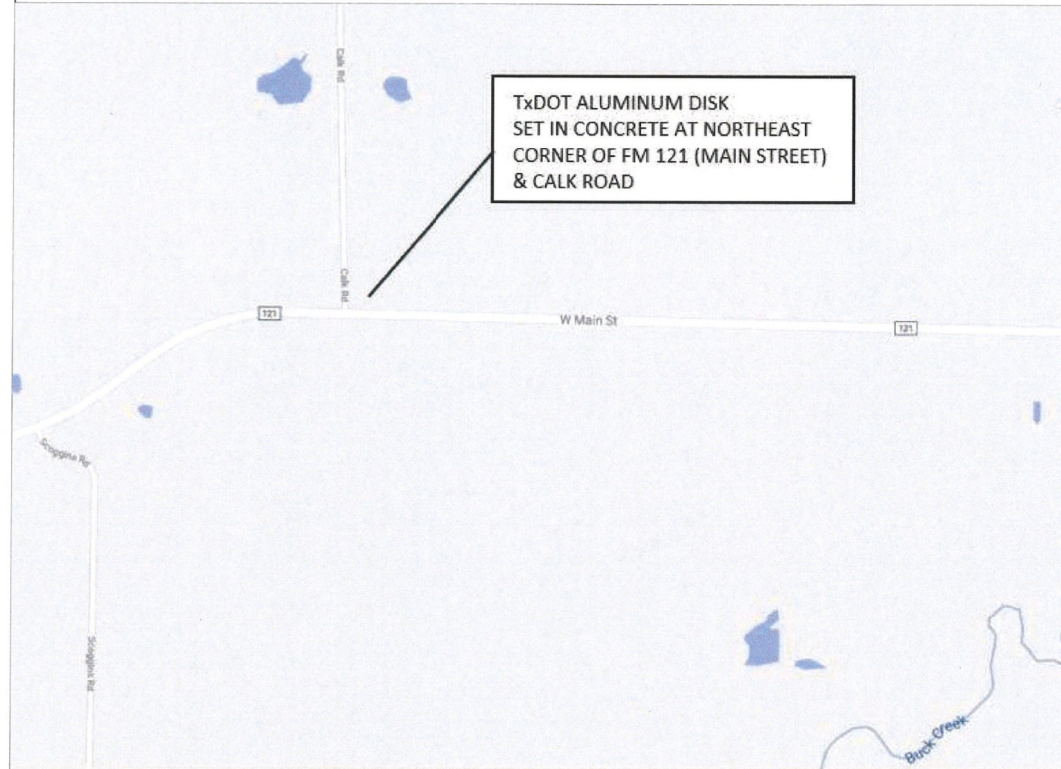 Calk Rd
TxDOT ALUMINUM DISK
SET IN CONCRETE AT NORTHEAST
CORNER OF FM 121 (MAIN STREET)
& CALK ROAD
Calk Rd
121
W Main St
121
Scoggins Rd
Scoggins Rd
Buck Creek